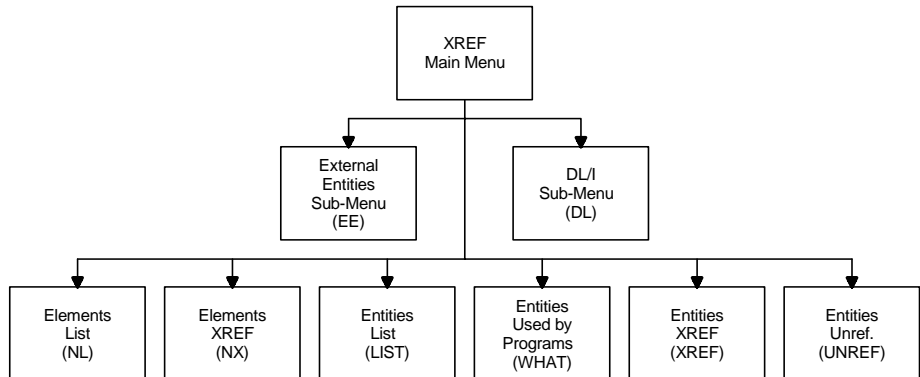 XREF
Main Menu
External
Entities
Sub-Menu
(EE)
DL/I
Sub-Menu
(DL)
Elements
List
(NL)
Elements
XREF
(NX)
Entities
List
(LIST)
Entities
Used by
Programs
(WHAT)
Entities
XREF
(XREF)
Entities
Unref.
(UNREF)